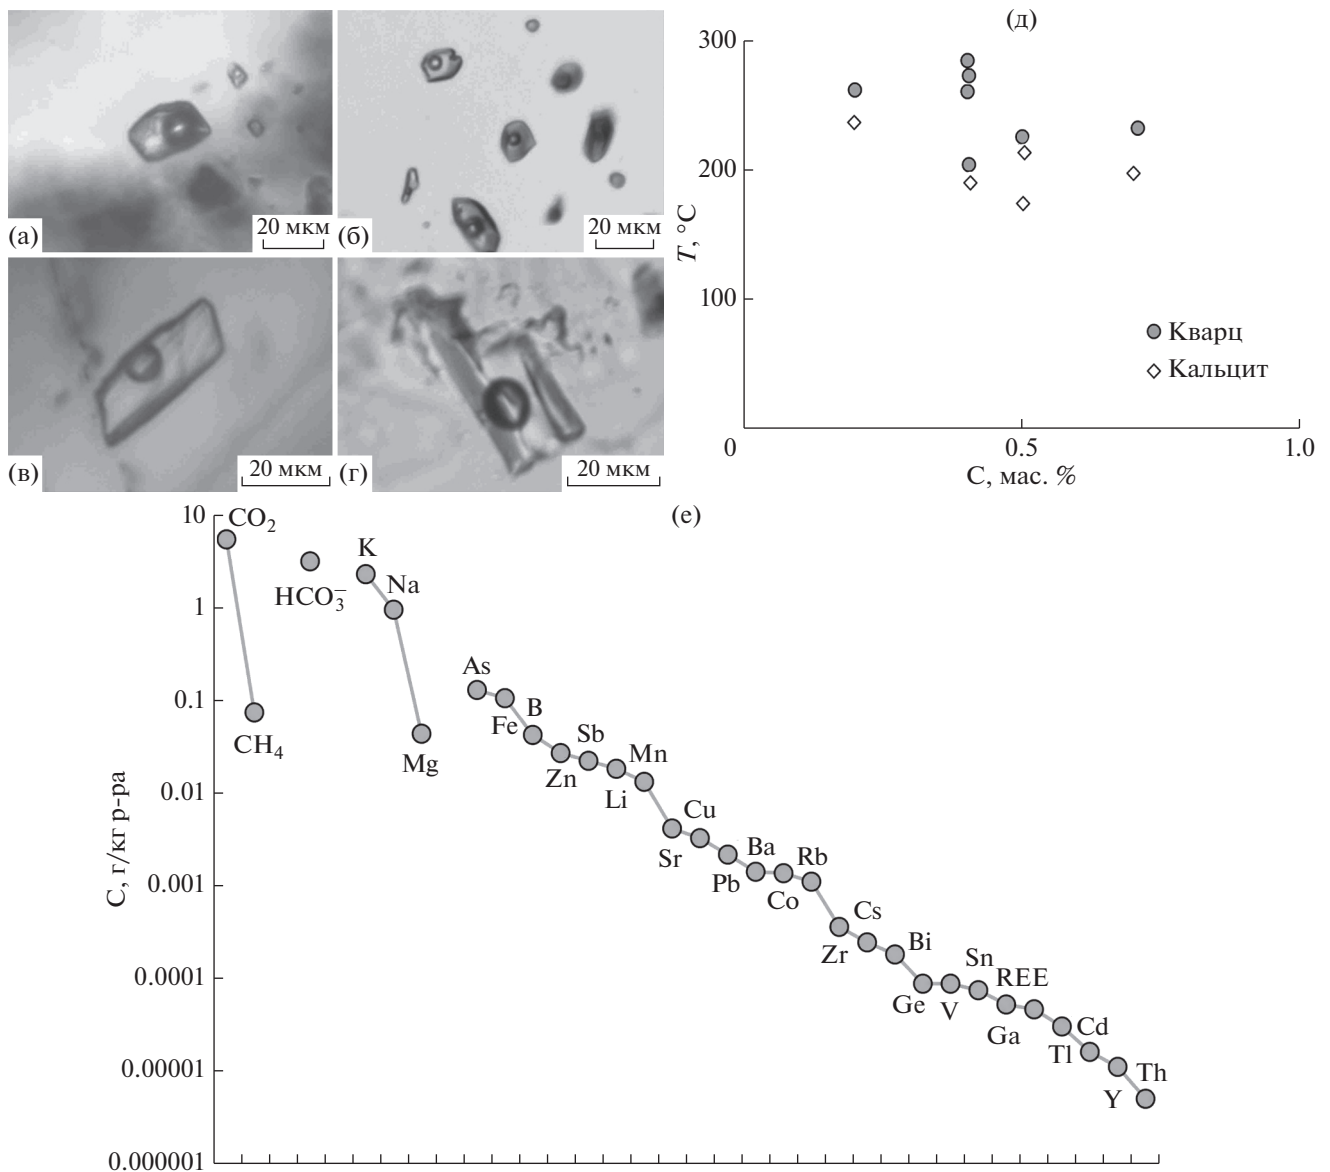 (а)
20 мкм
(б)
20 мкм
(в)
20 мкм
(г)
20 мкм
(д)
300
200
100
0
0.5
1.0
T, °C
C, мас. %
Кварц
Кальцит
(е)
10
1
0.1
0.01
0.001
0.0001
0.00001
0.000001
C, г/кг р-ра
CO₂
CH₄
HCO₃⁻
K
Na
Mg
As
Fe
B
Zn
Sb
Li
Mn
Sr
Cu
Pb
Ba
Co
Rb
Zr
Cs
Bi
Ge
V
Sn
Ga
REE
Tl
Cd
Y
Th